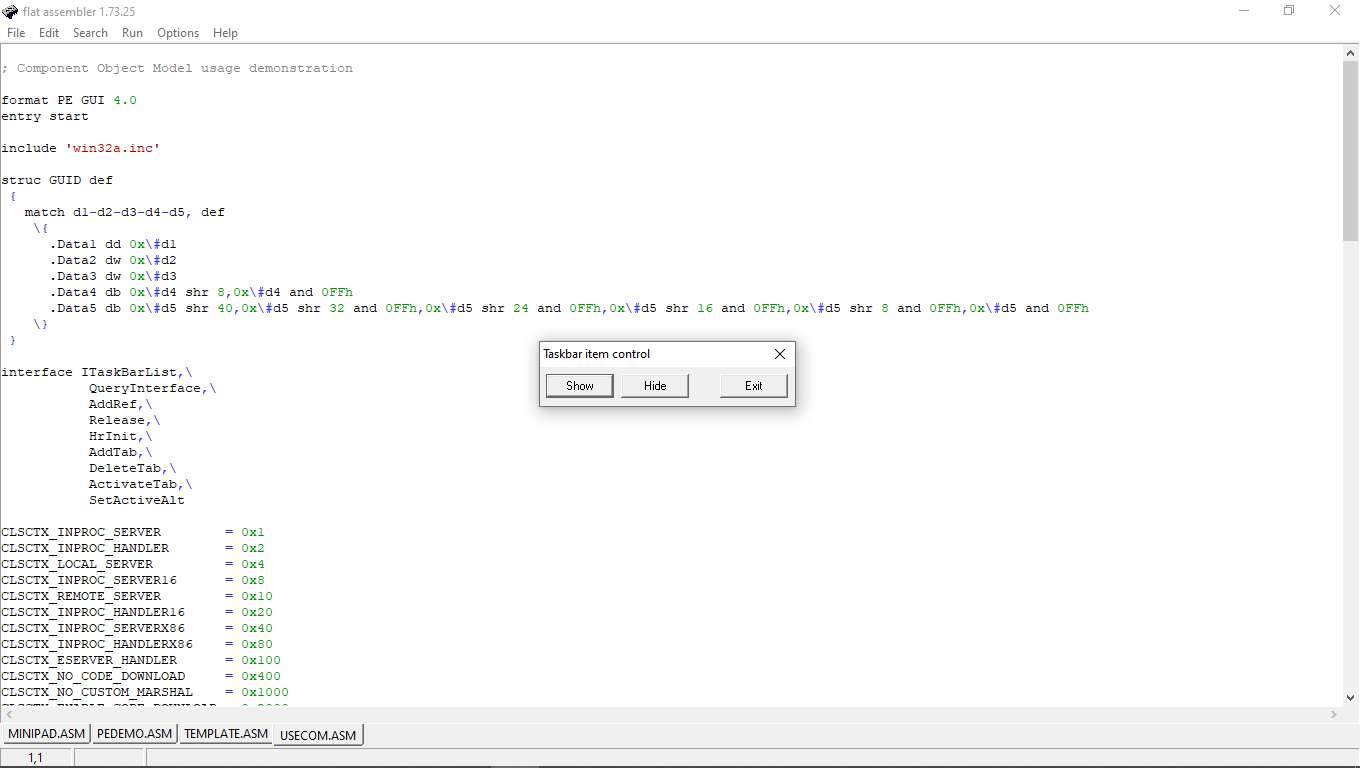 flat assembler 1.73.25
File Edit Search Run Options Help
; Component Object Model usage demonstration
format PE GUI 4.0
entry start
include 'win32a.inc'
struc GUID def
{
match d1-d2-d3-d4-d5, def
\{
.Data1 dd 0x\#d1
.Data2 dw 0x\#d2
.Data3 dw 0x\#d3
.Data4 db 0x\#d4 shr 8,0x\#d4 and 0FFh
.Data5 db 0x\#d5 shr 40,0x\#d5 shr 32 and 0FFh,0x\#d5 shr 24 and 0FFh,0x\#d5 shr 16 and 0FFh,0x\#d5 shr 8 and 0FFh,0x\#d5 and 0FFh
\}
}
Taskbar item control
Show Hide Exit
interface ITaskBarList,\
QueryInterface,\
AddRef,\
Release,\
HrInit,\
AddTab,\
DeleteTab,\
ActivateTab,\
SetActiveAlt
CLSCTX_INPROC_SERVER = 0x1
CLSCTX_INPROC_HANDLER = 0x2
CLSCTX_LOCAL_SERVER = 0x4
CLSCTX_INPROC_SERVER16 = 0x8
CLSCTX_REMOTE_SERVER = 0x10
CLSCTX_INPROC_HANDLER16 = 0x20
CLSCTX_INPROC_SERVERX86 = 0x40
CLSCTX_INPROC_HANDLERX86 = 0x80
CLSCTX_ESERVER_HANDLER = 0x100
CLSCTX_NO_CODE_DOWNLOAD = 0x400
CLSCTX_NO_CUSTOM_MARSHAL = 0x1000
MINIPAD.ASM PEDEMO.ASM TEMPLATE.ASM USECOM.ASM
1,1